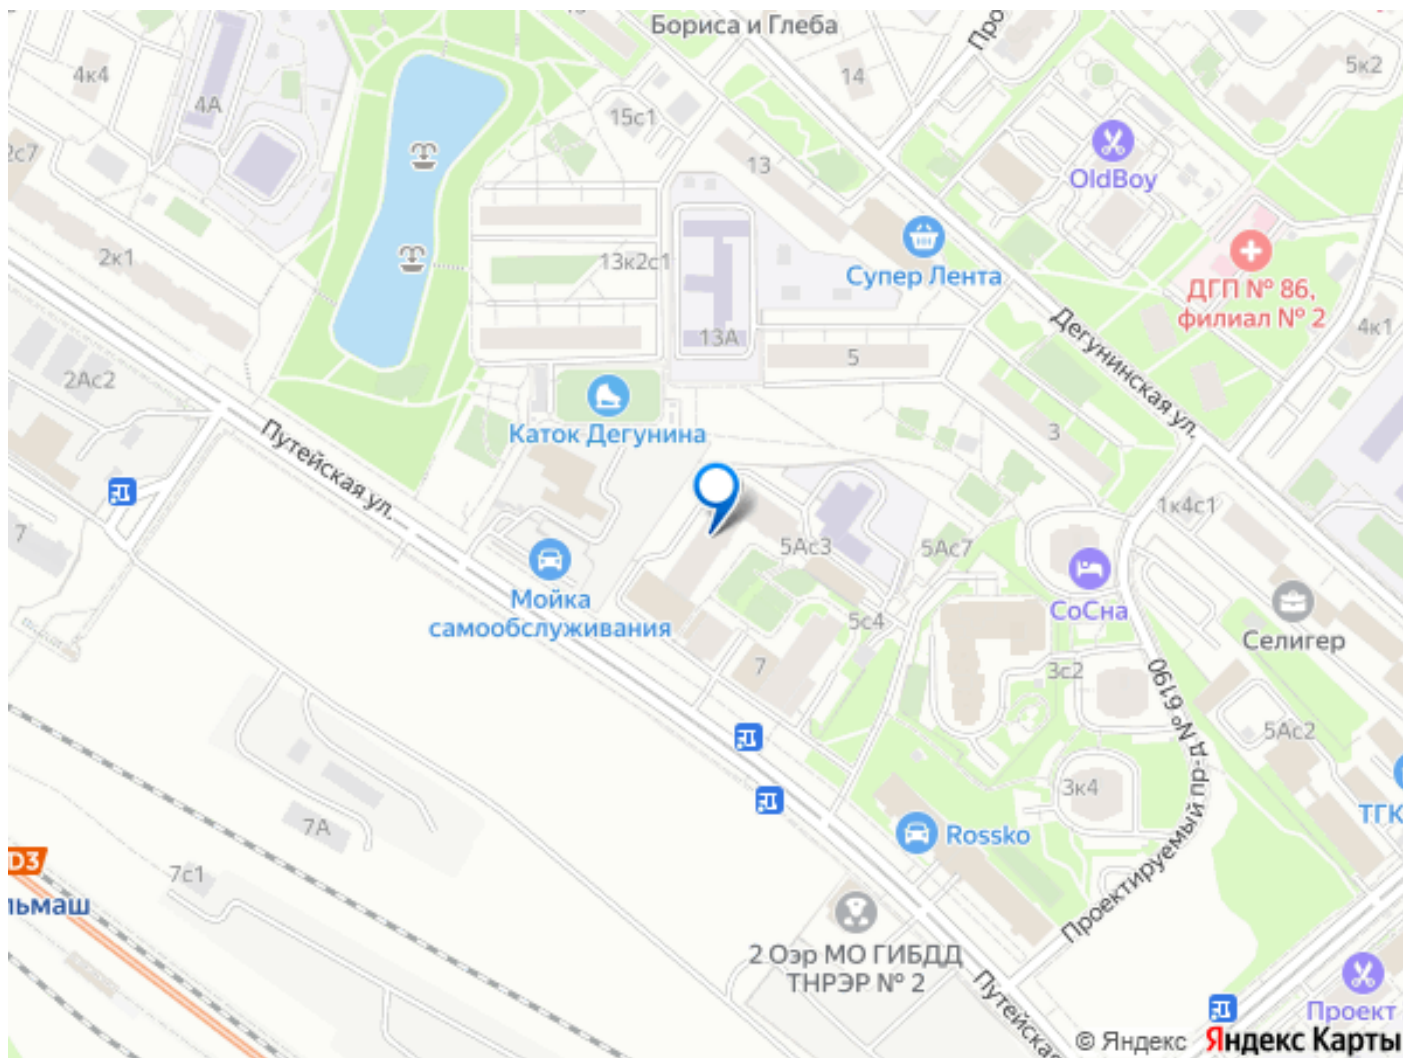 Бориса и Глеба
Про
5к2
4к4
14
4А
15с1
2с7
13
OldBoy
2к1
13к2с1
Супер Лента
ДГП № 86,
филиал № 2
4к1
13А
5
2Ас2
Дегунинская ул.
Каток Дегунина
3
Путейская ул.
1к4с1
7
5Ас3
5Ас7
Мойка
самообслуживания
СоСна
5с4
Селигер
7
3с2
Проектируемый пр-д № 6190
5Ас2
3к4
7А
Rossko
ТГК
D3
7с1
льмаш
2 Оэр МО ГИБДД
ТНРЭР № 2
Путейская
Проект
© Яндекс Яндекс Карты